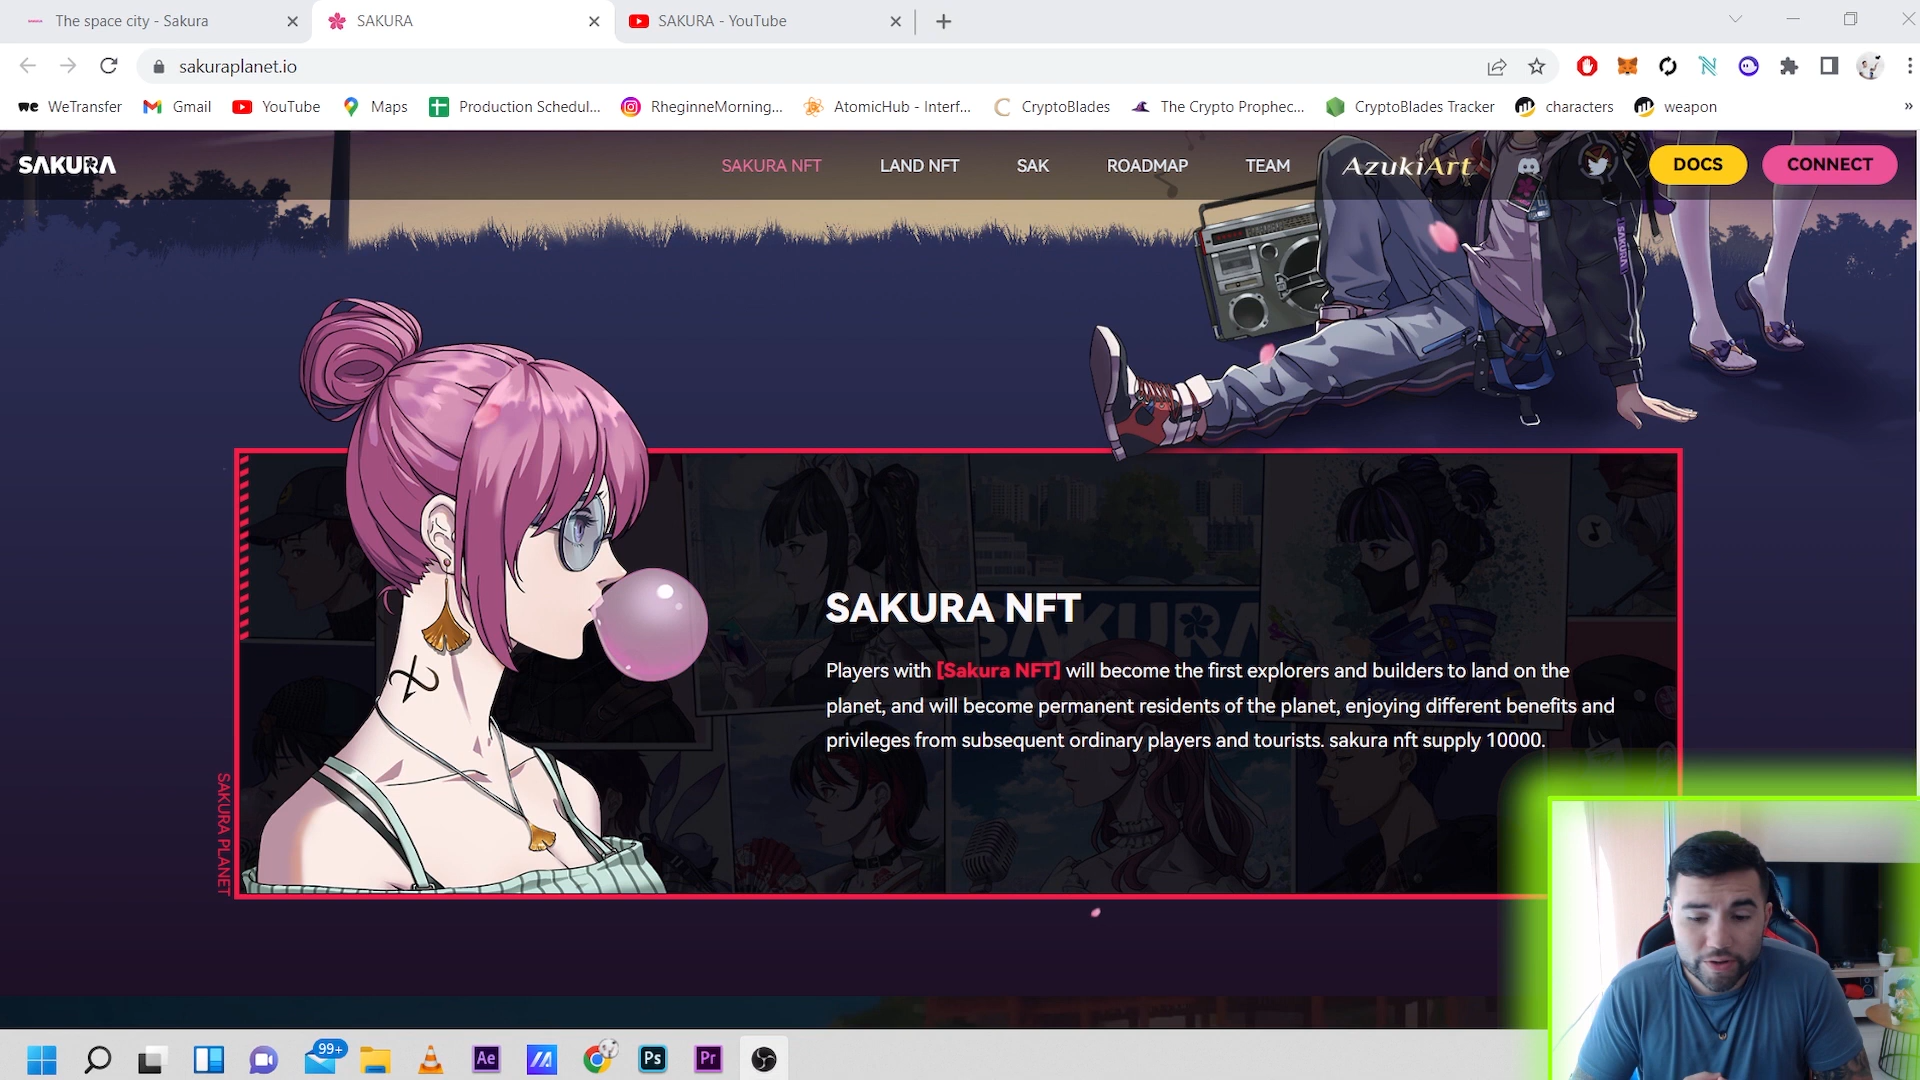 The space city - Sakura
SAKURA
SAKURA - YouTube
sakuraplanet.io
WeTransfer
Gmail
YouTube
Maps
Production Schedul...
RheginneMorning...
AtomicHub - Interf...
CryptoBlades
The Crypto Prophec...
CryptoBlades Tracker
characters
weapon
SAKURA
SAKURA NFT
LAND NFT
SAK
ROADMAP
TEAM
AzukiArt
DOCS
CONNECT
SAKURA
SAKURA
SAKURA NFT
Players with [Sakura NFT] will become the first explorers and builders to land on the
planet, and will become permanent residents of the planet, enjoying different benefits and
privileges from subsequent ordinary players and tourists. sakura nft supply 10000.
SAKURA PLANET
99+
Ae
Ps
Pr